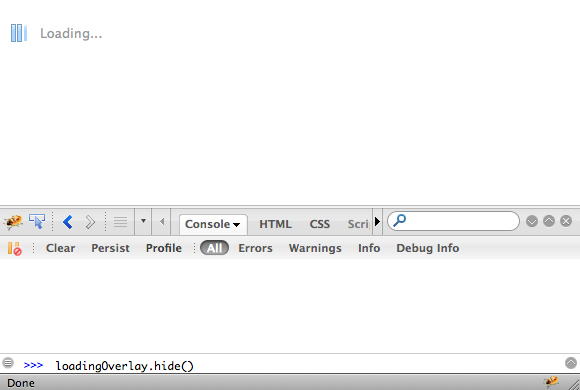 Loading...
Console HTML CSS Scri
Clear Persist Profile All Errors Warnings Info Debug Info
>>> loadingOverlay.hide()
Done